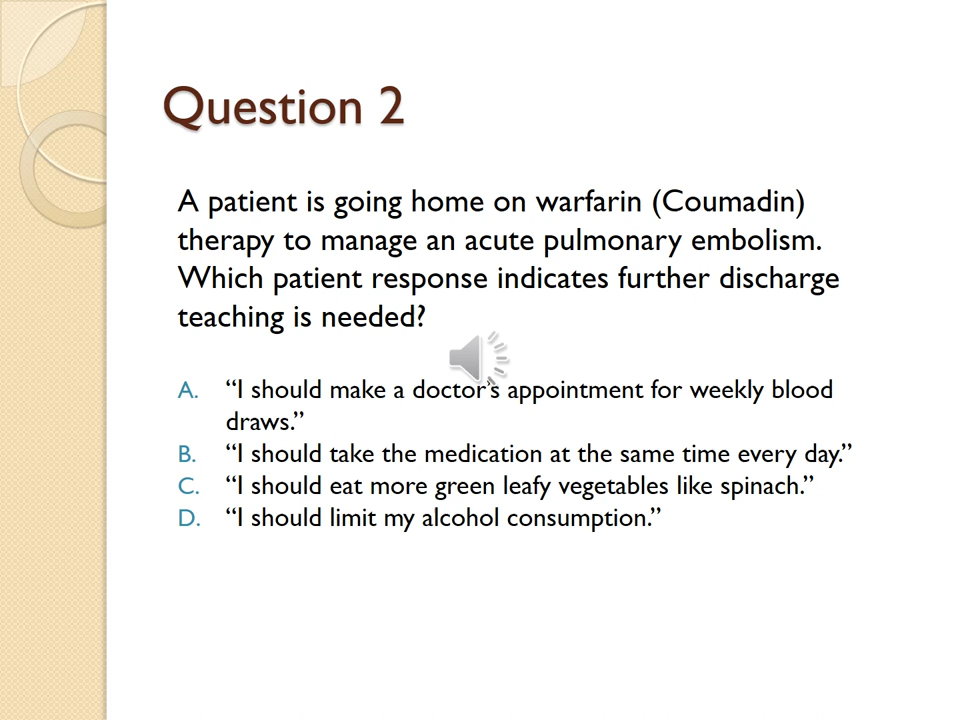 Question 2
A patient is going home on warfarin (Coumadin)
therapy to manage an acute pulmonary embolism.
Which patient response indicates further discharge
teaching is needed?
A. “I should make a doctor’s appointment for weekly blood
draws.”
B. “I should take the medication at the same time every day.”
C. “I should eat more green leafy vegetables like spinach.”
D. “I should limit my alcohol consumption.”